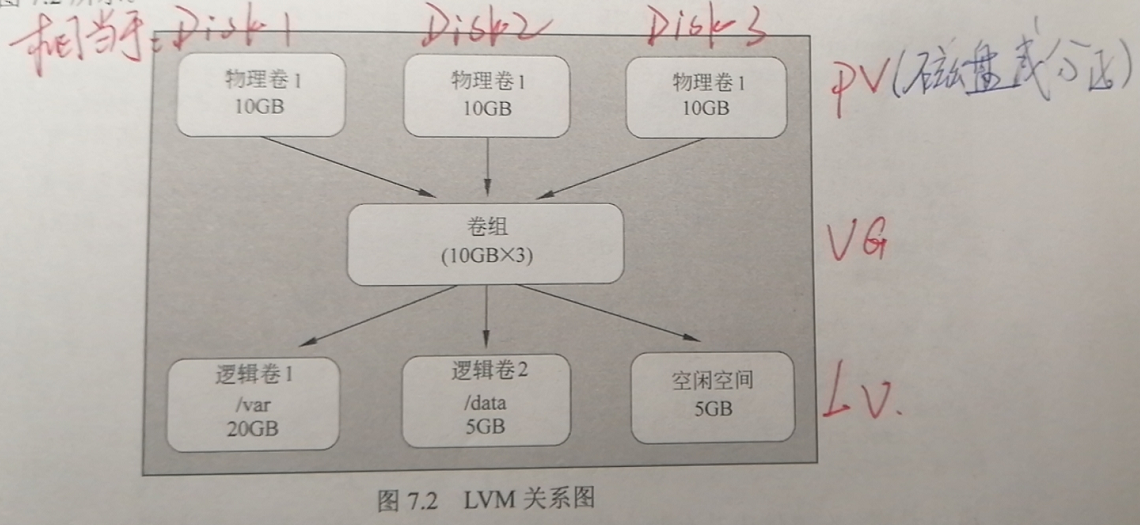 相当于: Disk1 Disk2 Disk3
物理卷1 物理卷1 物理卷1 PV(磁盘或分区)
10GB 10GB 10GB
卷组 VG
(10GB×3)
逻辑卷1 逻辑卷2 空闲空间 LV.
/var /data 5GB
20GB 5GB
图 7.2 LVM 关系图